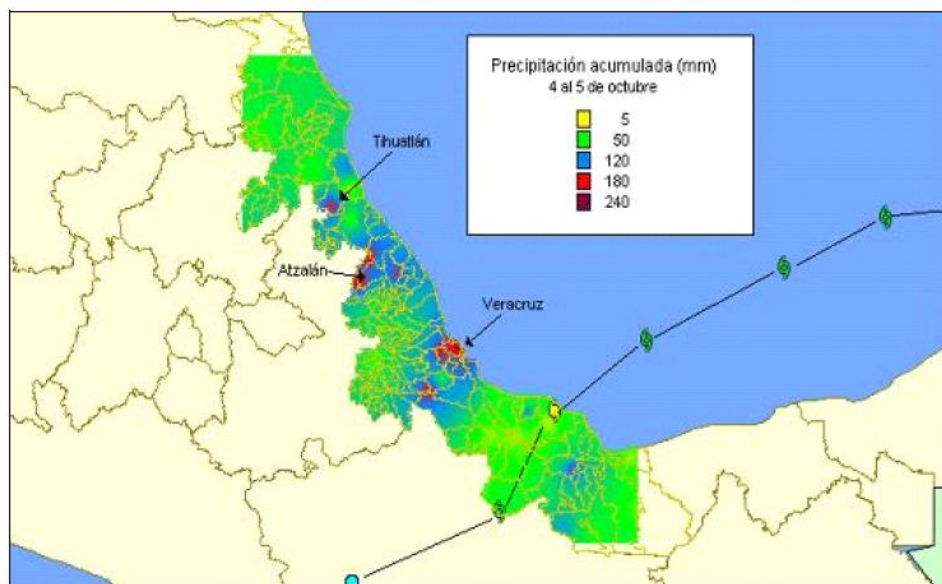 Precipitación acumulada (mm)
4 al 5 de octubre
5
50
120
180
240
Tihuatlán
Atzalán
Veracruz